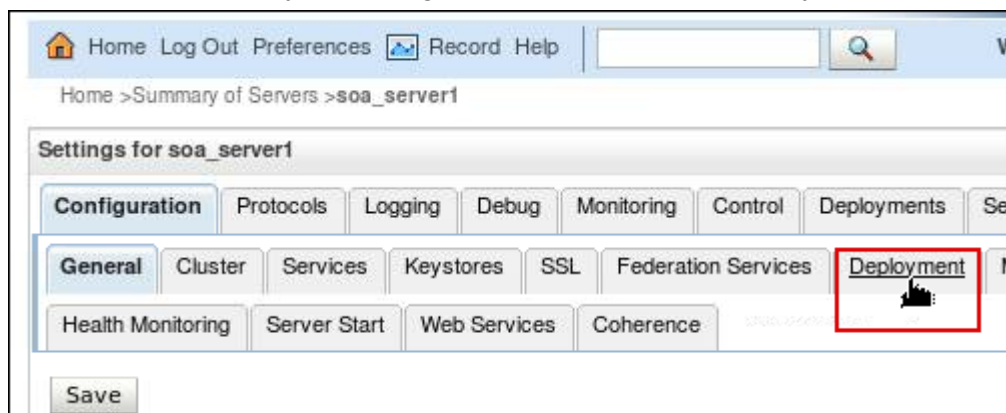 Home Log Out Preferences Record Help
Home >Summary of Servers >soa_server1
Settings for soa_server1
Configuration Protocols Logging Debug Monitoring Control Deployments
General Cluster Services Keystores SSL Federation Services Deployment
Health Monitoring Server Start Web Services Coherence
Save